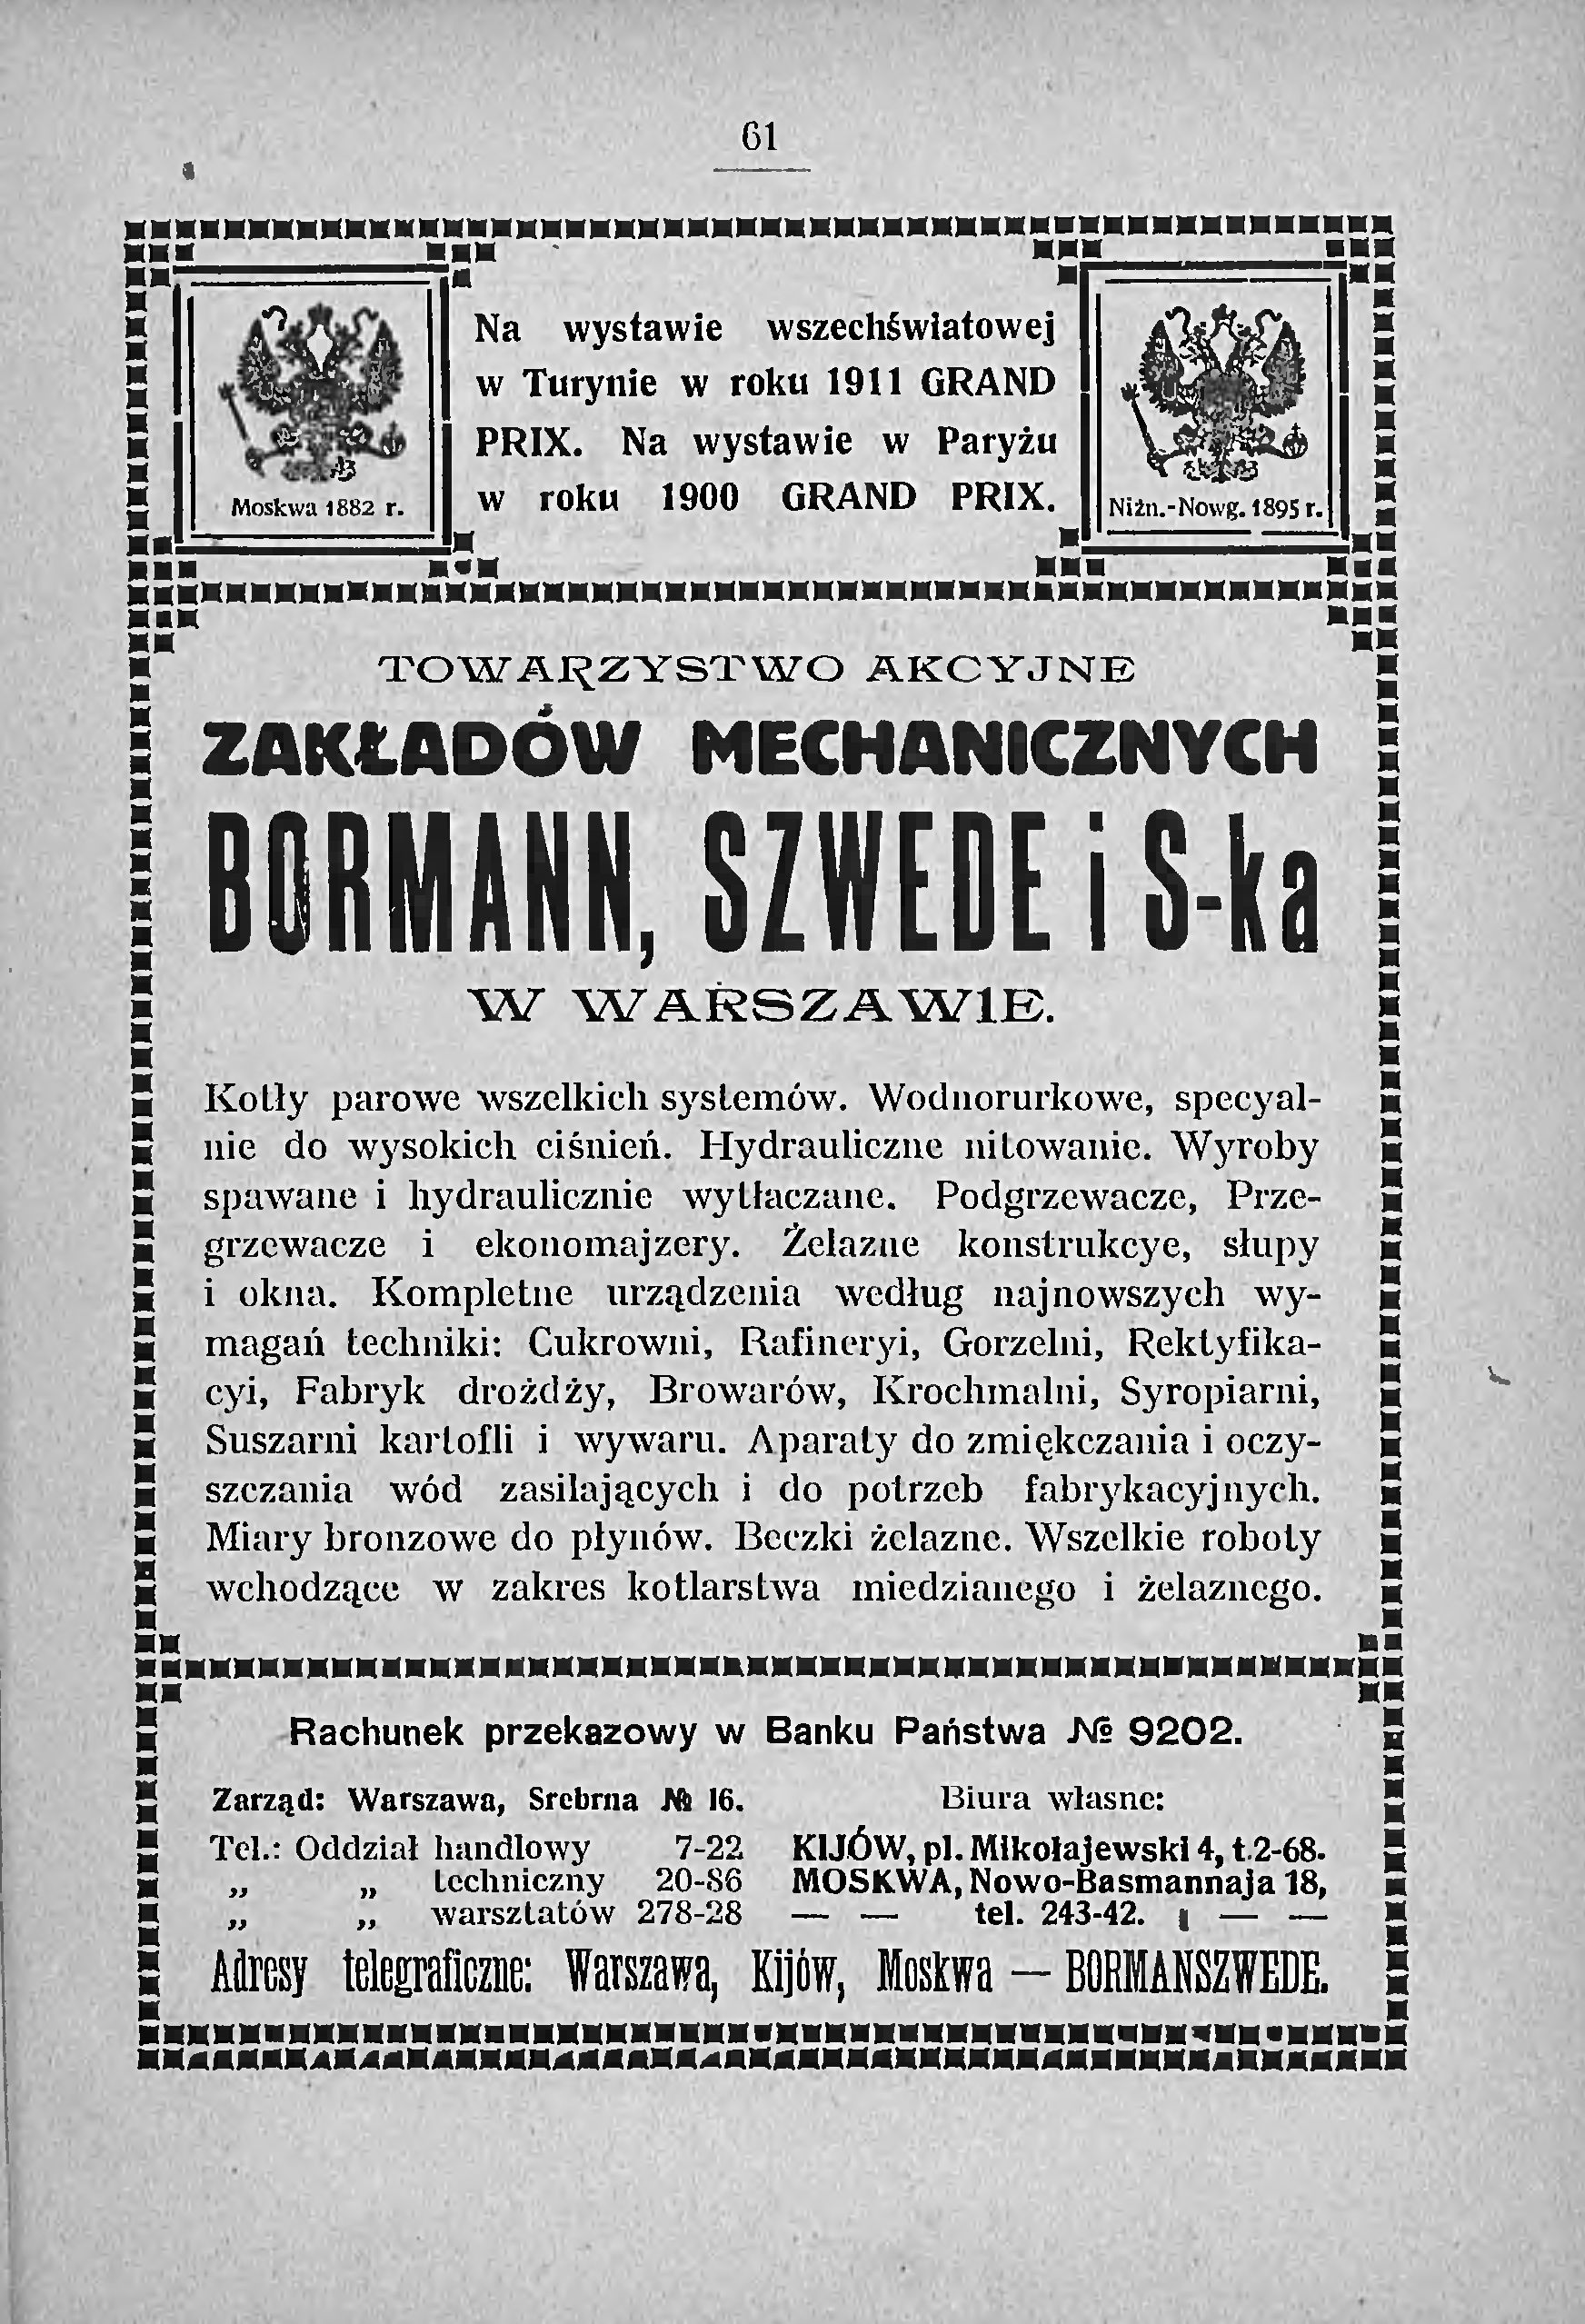 61
Na wystawie wszechświatowej
w Turynie w roku 1911 GRAND
PRIX. Na wystawie w Paryżu
w roku 1900 GRAND PRIX.
Moskwa 1882 r.
Niżn.-Nowg. 1895 r.
TOWARZYSTWO AKCYJNE
ZAKŁADÓW MECHANICZNYCH
BORMANN, SZWEDE i S-ka
W WARSZAWIE.
Kotły parowe wszelkich systemów. Wodnorurkowe, specyal-
nie do wysokich ciśnień. Hydrauliczne nitowanie. Wyroby
spawane i hydraulicznie wytłaczane. Podgrzewacze, Prze-
grzewacze i ekonomajzery. Żelazne konstrukcye, słupy
i okna. Kompletne urządzenia według najnowszych wy-
magań techniki: Cukrowni, Rafineryi, Gorzelni, Rektyfika-
cyi, Fabryk drożdży, Browarów, Krochmalni, Syropiarni,
Suszarni kartofli i wywaru. Aparaty do zmiękczania i oczy-
szczania wód zasilających i do potrzeb fabrykacyjnych.
Miary bronzowe do płynów. Beczki żelazne. Wszelkie roboty
wchodzące w zakres kotlarstwa miedzianego i żelaznego.
Rachunek przekazowy w Banku Państwa № 9202.
Zarząd: Warszawa, Srebrna № 16.
Tel.: Oddział handlowy 7-22
„ „ techniczny 20-86
„ „ warsztatów 278-28
Biura własne:
KIJÓW, pl. Mikołajewski 4, t.2-68.
MOSKWA, Nowo-Basmannaja 18,
— — tel. 243-42. — —
Adresy telegraficzne: Warszawa, Kijów, Moskwa — BORMANSZWEDE.